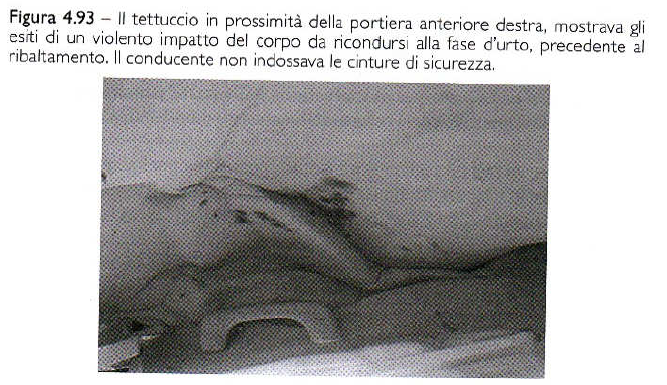 Figura 4.93 – Il tettuccio in prossimità della portiera anteriore destra, mostrava gli
esiti di un violento impatto del corpo da ricondursi alla fase d'urto, precedente al
ribaltamento. Il conducente non indossava le cinture di sicurezza.